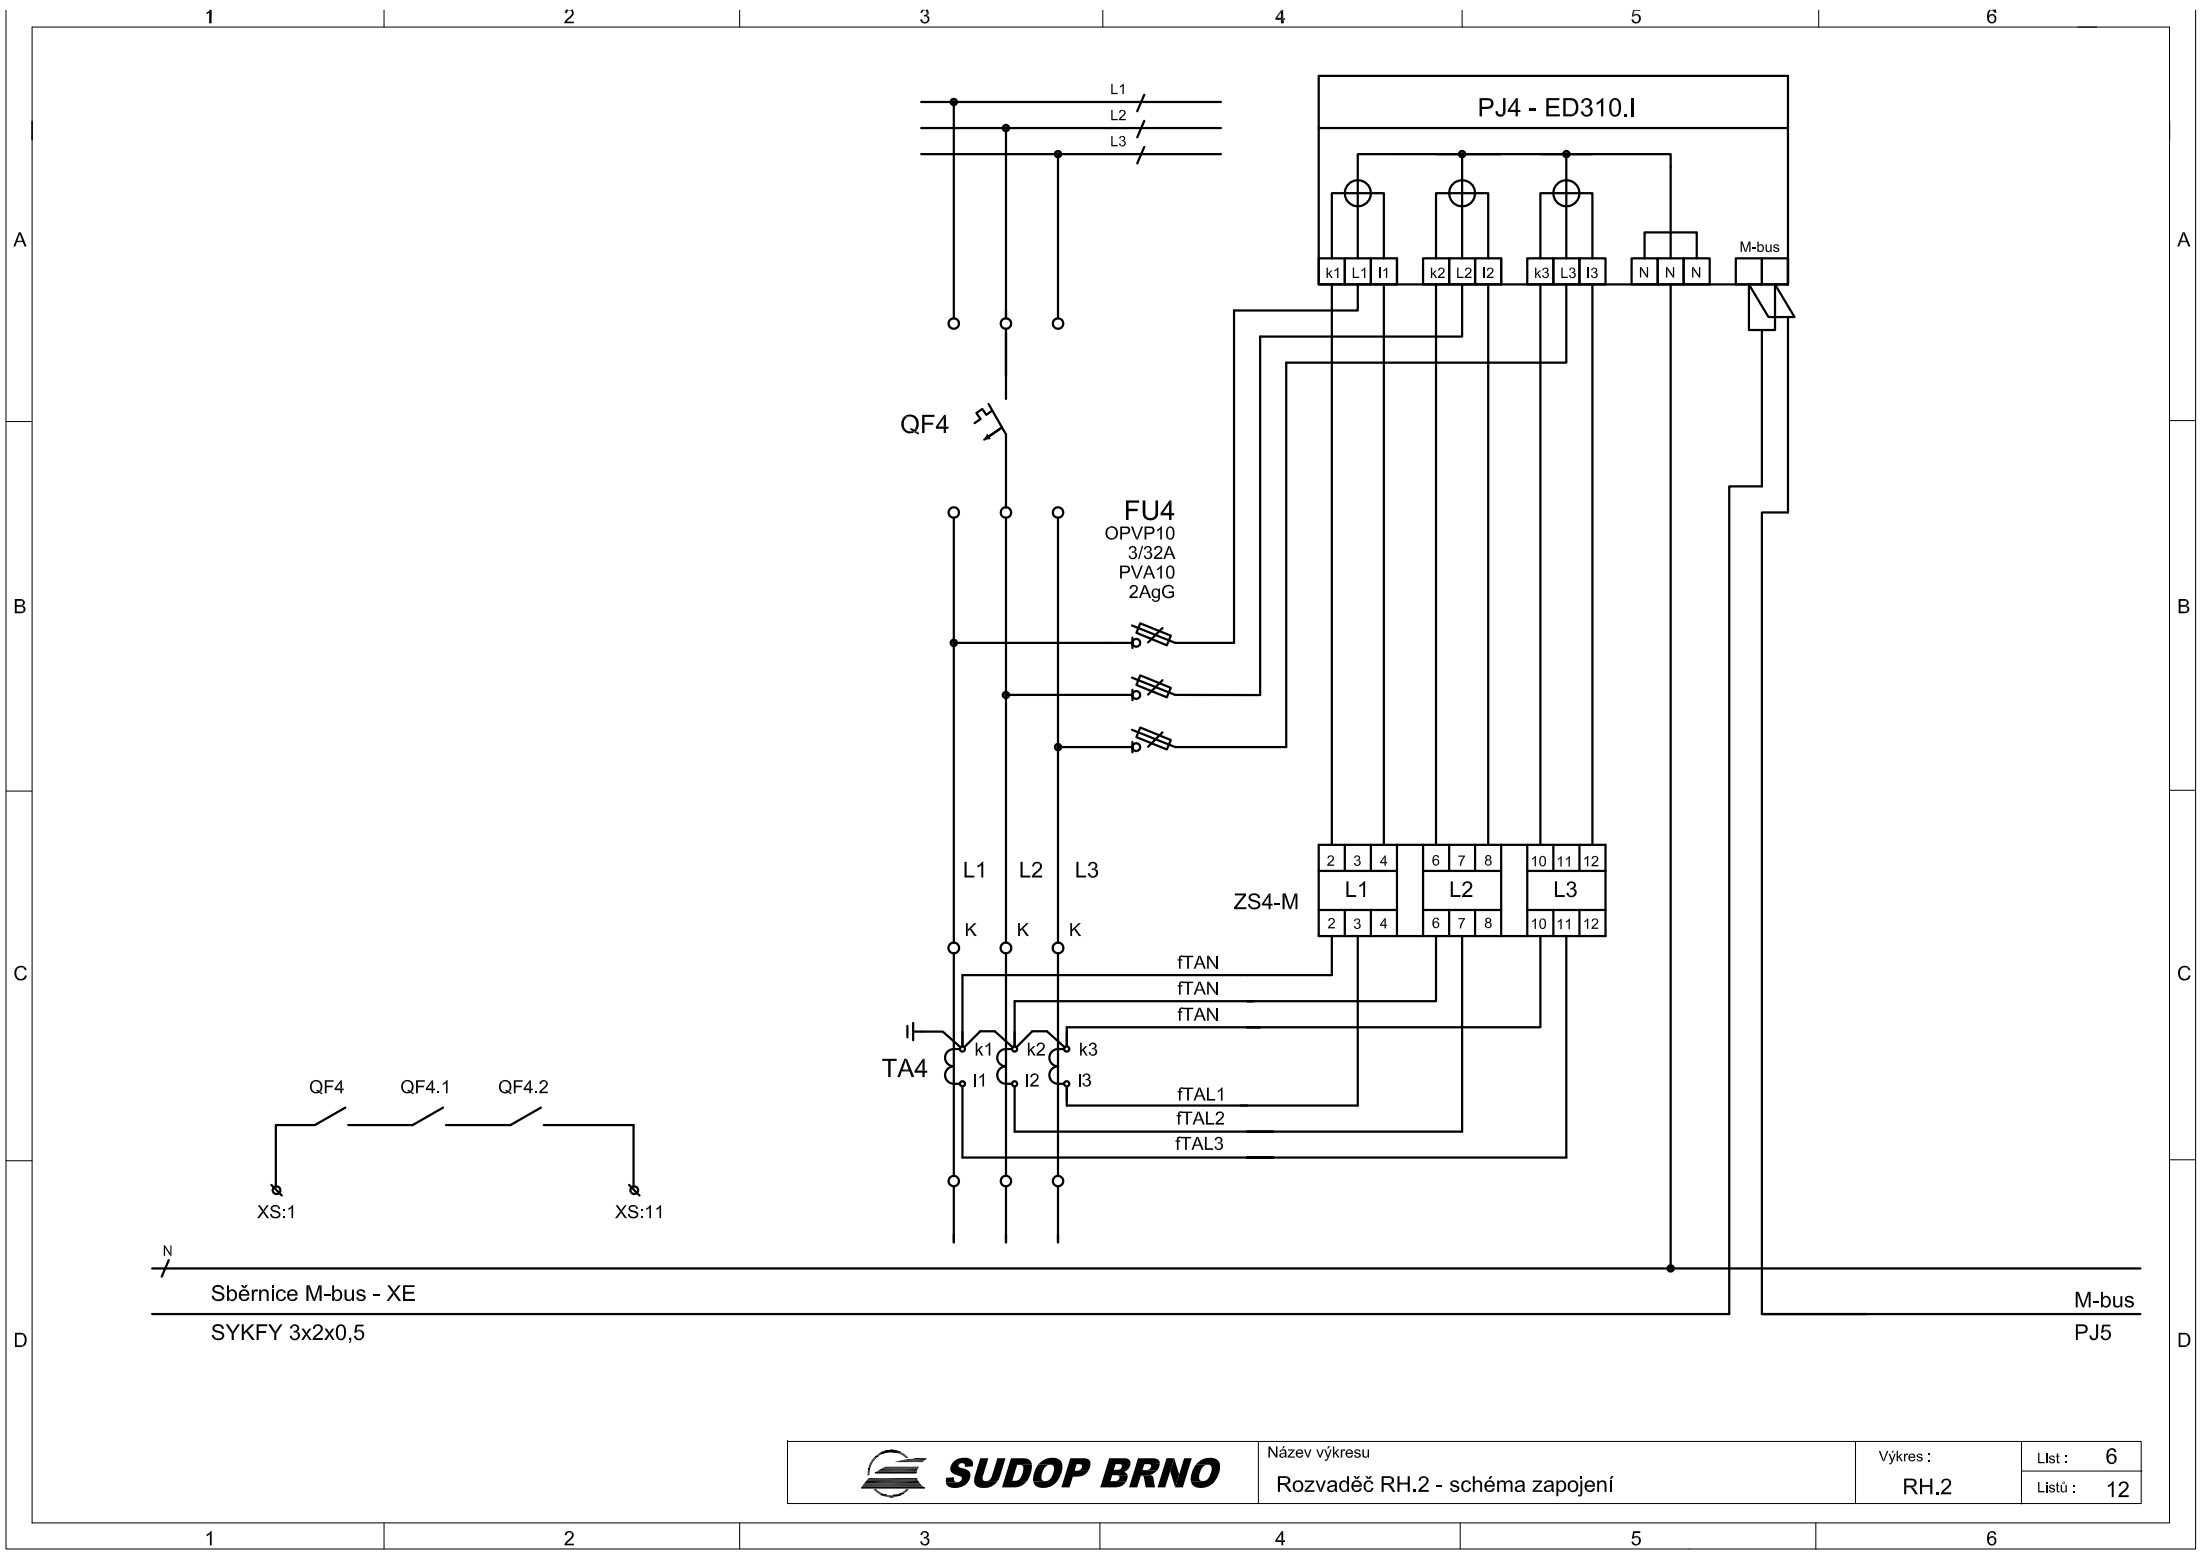 1 2 3 4 5 6
L1
L2
L3
PJ4 - ED310.I
A A
M-bus
k1 L1 l1 k2 L2 l2 k3 L3 l3 N N N
QF4
FU4
OPVP10
3/32A
PVA10
2AgG
B B
2 3 4 6 7 8 10 11 12
L1 L2 L3
L1 L2 L3
ZS4-M
2 3 4 6 7 8 10 11 12
K K K
fTAN
fTAN
fTAN
C C
k1 k2 k3
TA4
l1 l2 l3
QF4 QF4.1 QF4.2
fTAL1
fTAL2
fTAL3
XS:1 XS:11
N
Sběrnice M-bus - XE
M-bus
SYKFY 3x2x0,5
PJ5
D D
SUDOP BRNO
Název výkresu
Rozvaděč RH.2 - schéma zapojení
Výkres :
RH.2
List : 6
Listů : 12
1 2 3 4 5 6